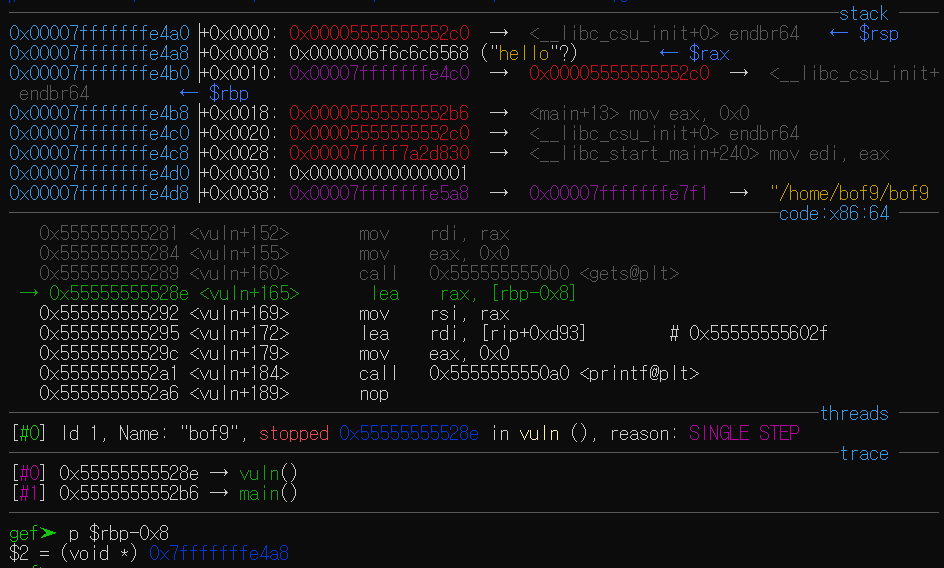 stack
0x00007fffffffe4a0│+0x0000: 0x00005555555552c0 → <__libc_csu_init+0> endbr64 ← $rsp
0x00007fffffffe4a8│+0x0008: 0x0000006f6c6c6568 ("hello"?) ← $rax
0x00007fffffffe4b0│+0x0010: 0x00007fffffffe4c0 → 0x00005555555552c0 → <__libc_csu_init+
endbr64 ← $rbp
0x00007fffffffe4b8│+0x0018: 0x00005555555552b6 → <main+13> mov eax, 0x0
0x00007fffffffe4c0│+0x0020: 0x00005555555552c0 → <__libc_csu_init+0> endbr64
0x00007fffffffe4c8│+0x0028: 0x00007ffff7a2d830 → <__libc_start_main+240> mov edi, eax
0x00007fffffffe4d0│+0x0030: 0x0000000000000001
0x00007fffffffe4d8│+0x0038: 0x00007fffffffe5a8 → 0x00007fffffffe7f1 → "/home/bof9/bof9
code:x86:64
0x555555555281 <vuln+152> mov rdi, rax
0x555555555284 <vuln+155> mov eax, 0x0
0x555555555289 <vuln+160> call 0x5555555550b0 <gets@plt>
→ 0x55555555528e <vuln+165> lea rax, [rbp-0x8]
0x555555555292 <vuln+169> mov rsi, rax
0x555555555295 <vuln+172> lea rdi, [rip+0xd93] # 0x55555555602f
0x55555555529c <vuln+179> mov eax, 0x0
0x5555555552a1 <vuln+184> call 0x5555555550a0 <printf@plt>
0x5555555552a6 <vuln+189> nop
threads
[#0] Id 1, Name: "bof9", stopped 0x55555555528e in vuln (), reason: SINGLE STEP
trace
[#0] 0x55555555528e → vuln()
[#1] 0x5555555552b6 → main()
gef➤ p $rbp-0x8
$2 = (void *) 0x7fffffffe4a8